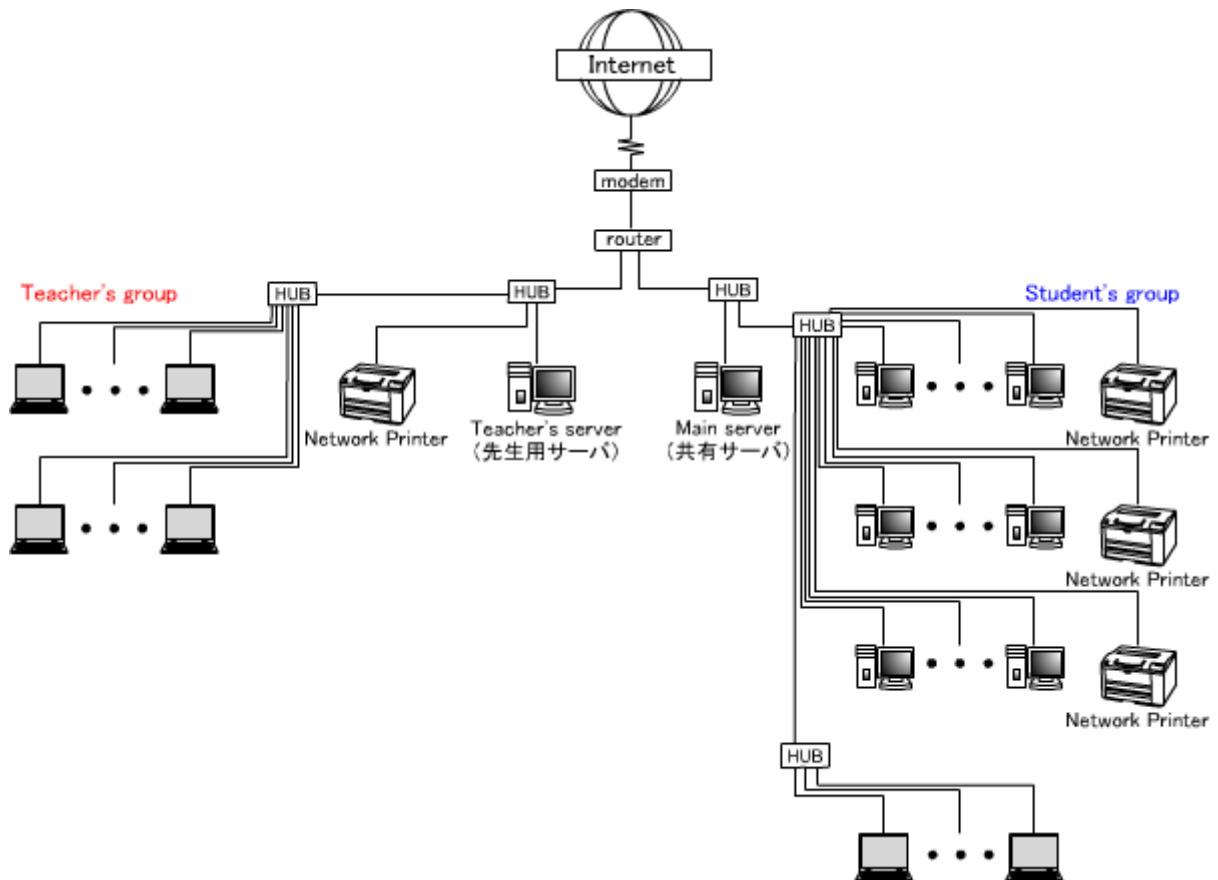 Internet
modem
router
Teacher's group
HUB
HUB
HUB
Student's group
HUB
Network Printer
Teacher's server
（先生用サーバ）
Main server
（共有サーバ）
Network Printer
Network Printer
Network Printer
HUB